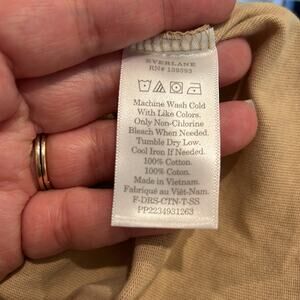 EVERLANE
RN# 139593
Machine Wash Cold
With Like Colors.
Only Non-Chlorine
Bleach When Needed.
Tumble Dry Low.
Cool Iron If Needed.
100% Cotton.
100% Coton.
Made in Vietnam.
Fabriqué au Viêt-Nam.
F-DRS-CTN-T-SS
PP2234931263